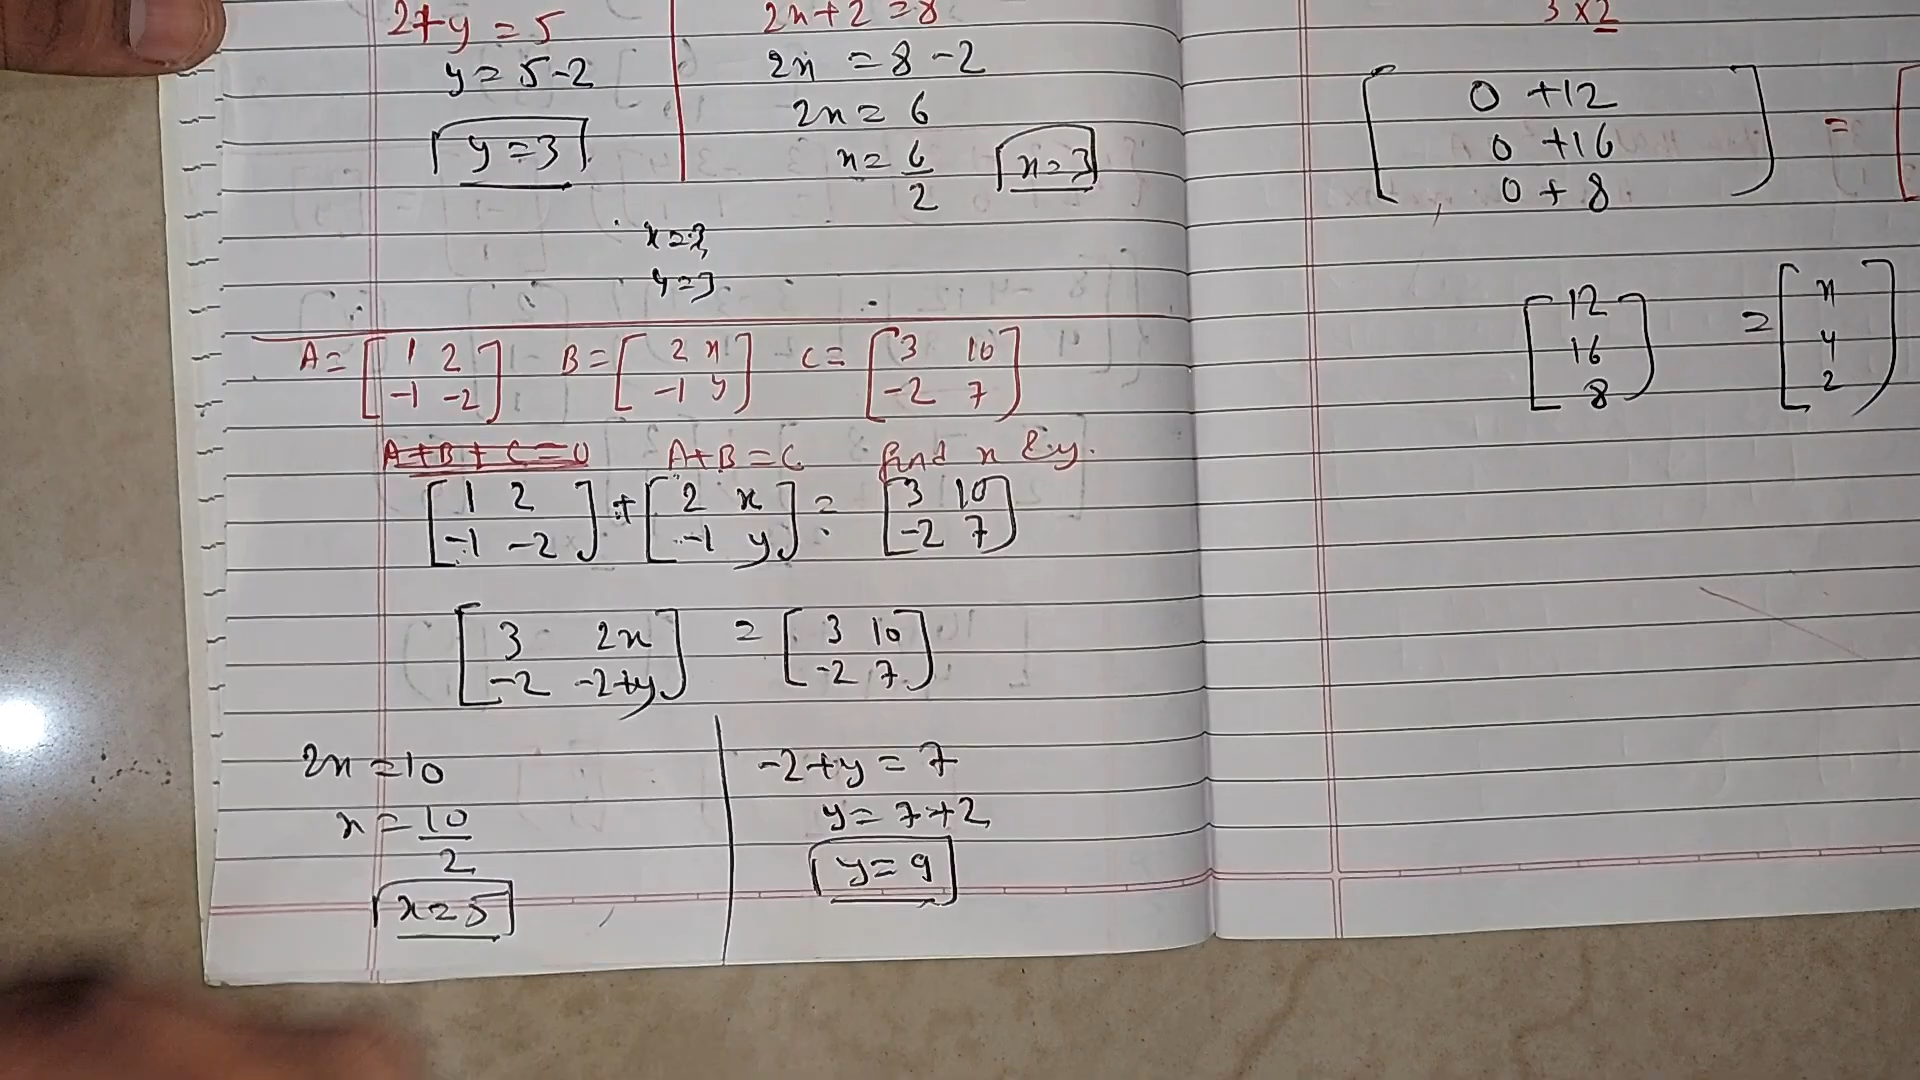 2+y = 5
y = 5-2
y = 3
2x+2 = 8
2x = 8-2
2x = 6
x = 6/2 x=3
x=3,
y=3.
A = [1 2 -1 -2] B = [2 x -1 y] C = [3 10 -2 7]
A+B+C=0 A+B=C find x & y.
[1 2 -1 -2] + [2 x -1 y] = [3 10 -2 7]
[3 2x -2 -2+y] = [3 10 -2 7]
2x = 10
x = 10/2
x=5
-2+y = 7
y = 7+2
y=9
3 x 2
0 +12
0 +16 =
0 + 8
12 x
16 = y
8 2